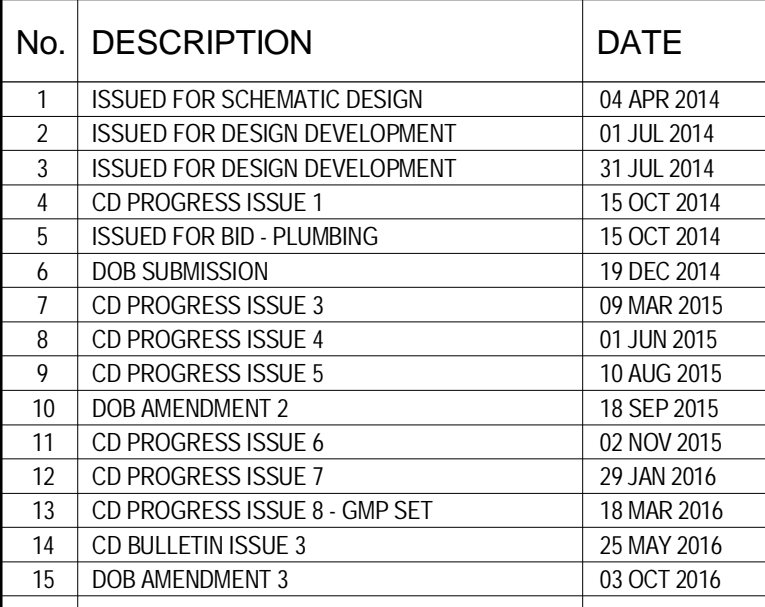 No. DESCRIPTION DATE
1 ISSUED FOR SCHEMATIC DESIGN 04 APR 2014
2 ISSUED FOR DESIGN DEVELOPMENT 01 JUL 2014
3 ISSUED FOR DESIGN DEVELOPMENT 31 JUL 2014
4 CD PROGRESS ISSUE 1 15 OCT 2014
5 ISSUED FOR BID - PLUMBING 15 OCT 2014
6 DOB SUBMISSION 19 DEC 2014
7 CD PROGRESS ISSUE 3 09 MAR 2015
8 CD PROGRESS ISSUE 4 01 JUN 2015
9 CD PROGRESS ISSUE 5 10 AUG 2015
10 DOB AMENDMENT 2 18 SEP 2015
11 CD PROGRESS ISSUE 6 02 NOV 2015
12 CD PROGRESS ISSUE 7 29 JAN 2016
13 CD PROGRESS ISSUE 8 - GMP SET 18 MAR 2016
14 CD BULLETIN ISSUE 3 25 MAY 2016
15 DOB AMENDMENT 3 03 OCT 2016